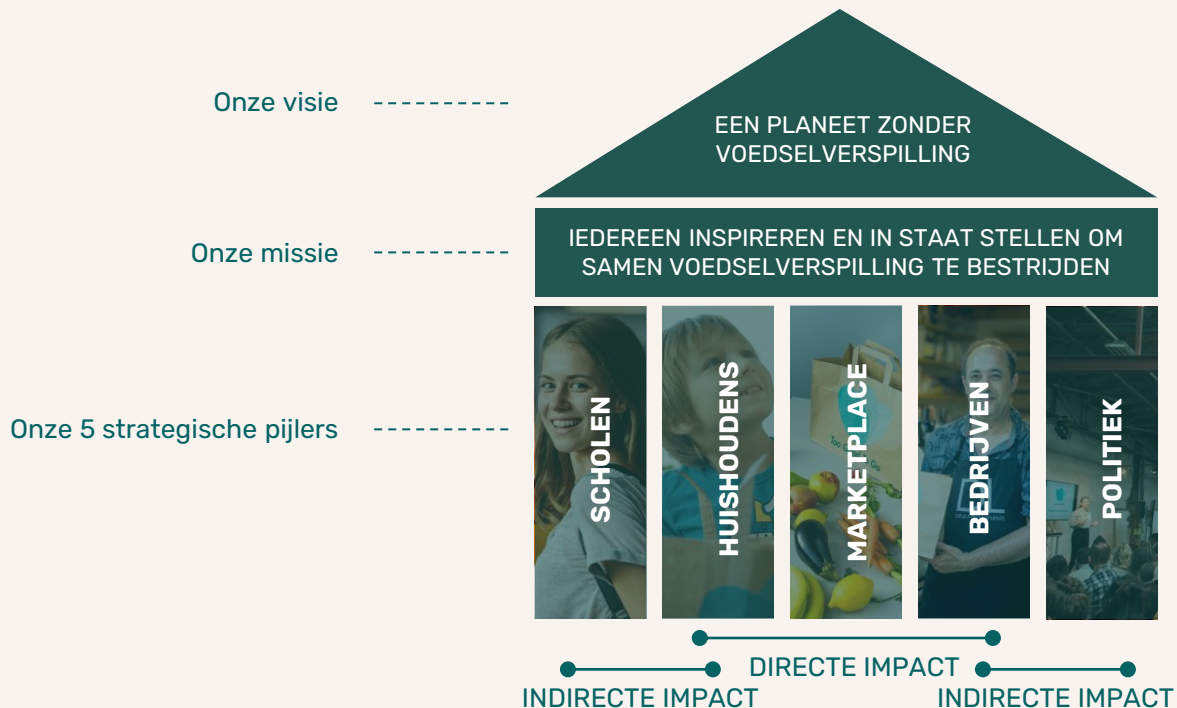 Onze visie
EEN PLANEET ZONDER
VOEDSELVERSPILLING
Onze missie
IEDEREEN INSPIREREN EN IN STAAT STELLEN OM
SAMEN VOEDSELVERSPILLING TE BESTRIJDEN
Onze 5 strategische pijlers
SCHOLEN
HUISHOUDENS
MARKETPLACE
BEDRIJVEN
POLITIEK
DIRECTE IMPACT
INDIRECTE IMPACT
INDIRECTE IMPACT